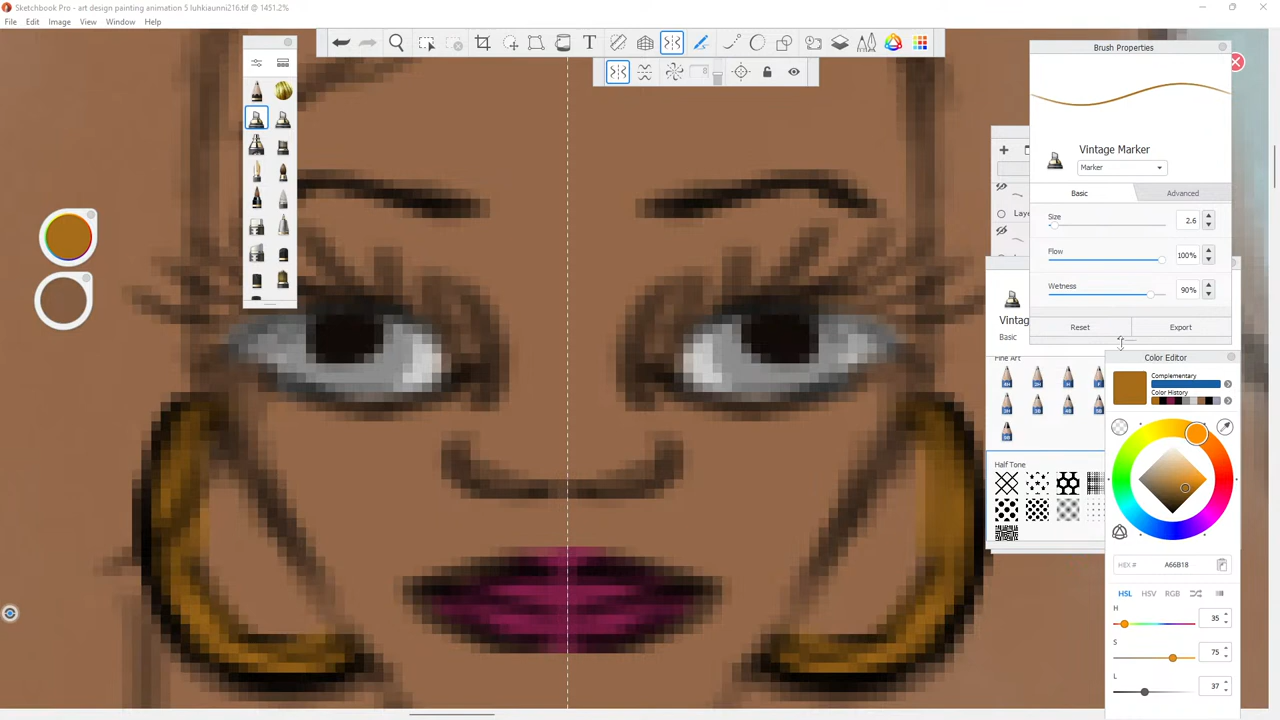 Sketchbook Pro - art design painting animation S luhkiaunni216.tif @ 1451.2%
File Edit Image View Window Help
T
8
Brush Properties
Vintage Marker
Marker
Basic Advanced
Size 2.6
Flow 100%
Wetness 90%
Reset Export
Laye
Vintag
Basic
Fine Art
Half Tone
Color Editor
Complementary
Color History
HEX # A66B18
HSL HSV RGB
H 35
S 75
L 37